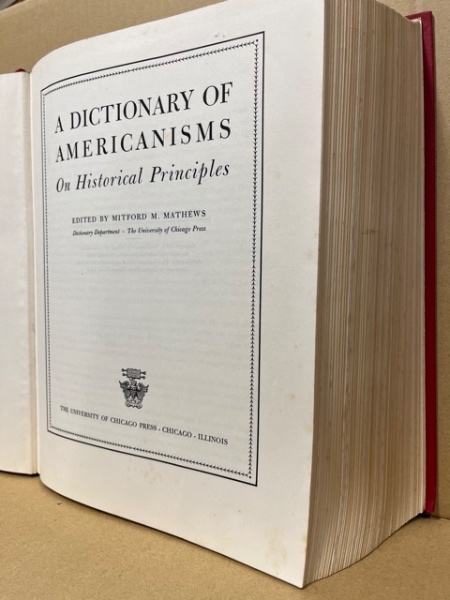 A DICTIONARY OF
AMERICANISMS
On Historical Principles
EDITED BY MITFORD M. MATHEWS
Dictionary Department · The University of Chicago Press
THE UNIVERSITY OF CHICAGO PRESS · CHICAGO · ILLINOIS